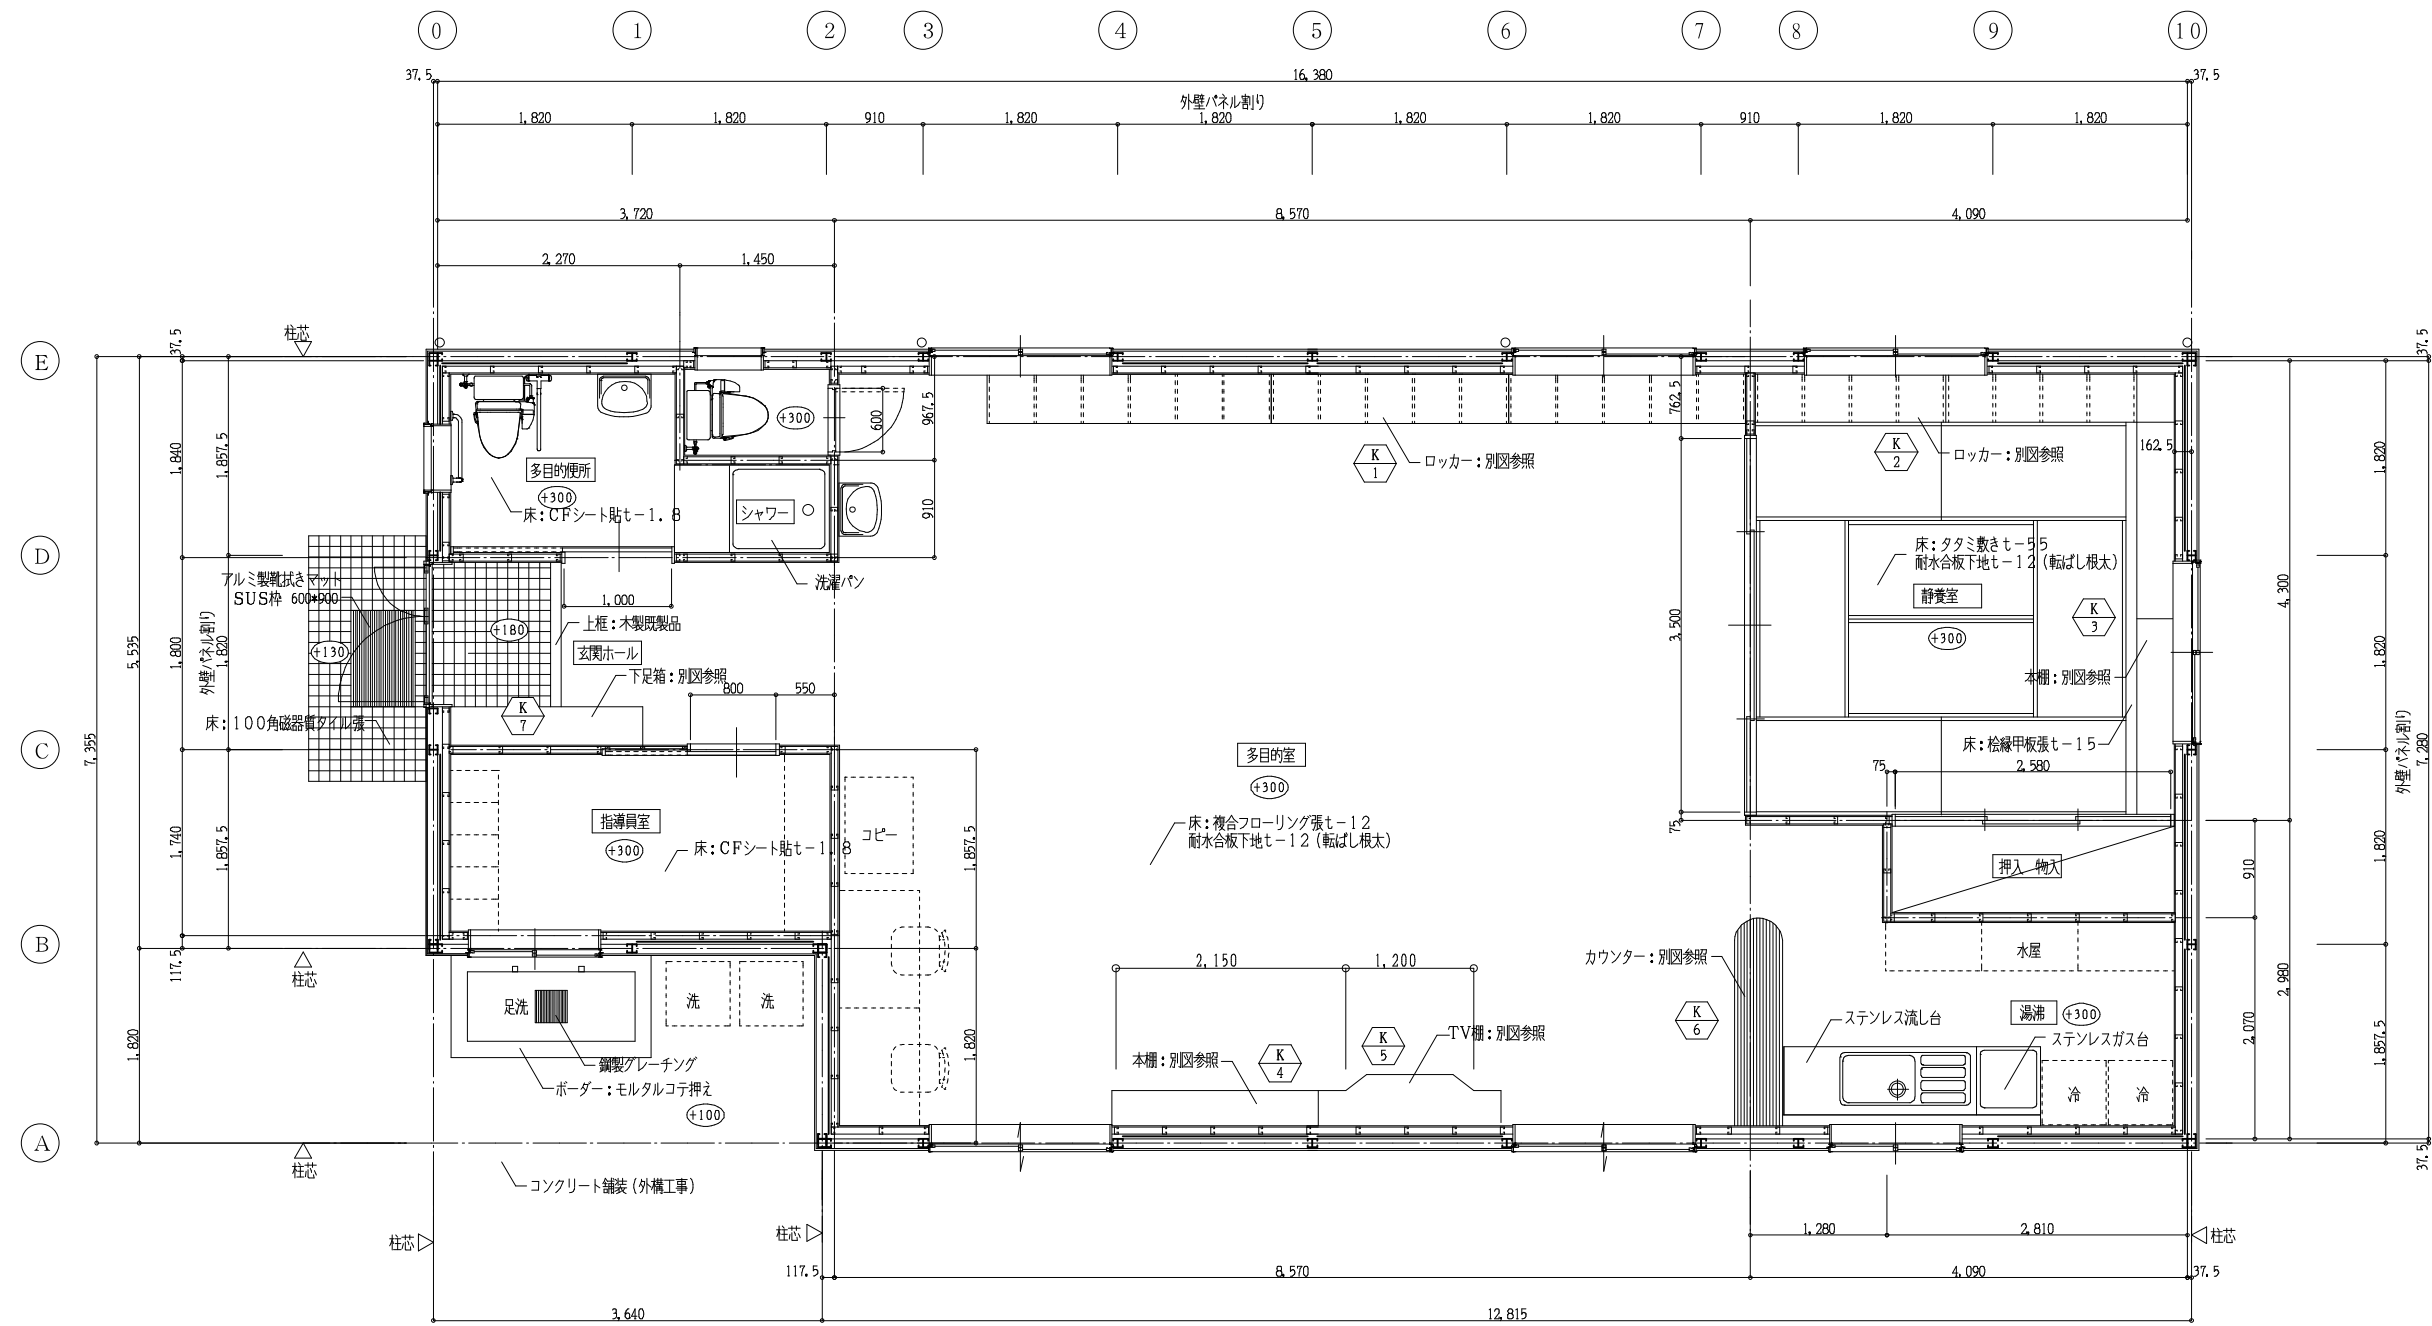 0 1 2 3 4 5 6 7 8 9 10
37.5 16,380 37.5
外壁パネル割り
1,820 1,820 910 1,820 1,820 1,820 1,820 910 1,820 1,820
3,720 8,570 4,090
2,270 1,450
柱芯
E
D
C
B
A
37.5
1,840
1,857.5
1,800
1,820
外壁パネル割り
5,535
7,355
1,740
1,857.5
117.5
1,820
柱芯
柱芯
多目的便所
+300
床：CFシート貼t－1.8
+300
600
967.5
910
シャワー
洗濯パン
アルミ製靴拭きマット
SUS枠 600*900
+130
+180
1,000
上框：木製既製品
玄関ホール
下足箱：別図参照
K
7
800 550
床：100角磁器質タイル張
指導員室
+300
床：CFシート貼t－1.8
コピー
1,857.5
1,820
足洗
洗 洗
鋼製グレーチング
ボーダー：モルタルコテ押え
+100
コンクリート舗装（外構工事）
K
1
ロッカー：別図参照
762.5
3,500
75
多目的室
+300
床：複合フローリング張t－12
耐水合板下地t－12（転ばし根太）
2,150 1,200
本棚：別図参照
K
4
K
5
TV棚：別図参照
カウンター：別図参照
K
6
K
2
ロッカー：別図参照
162.5
床：タタミ敷きt－55
耐水合板下地t－12（転ばし根太）
静養室
+300
K
3
本棚：別図参照
床：桧縁甲板張t－15
75 2,580
押入 物入
水屋
湯沸 +300
ステンレス流し台
ステンレスガス台
冷 冷
37.5
1,820
4,300
1,820
外壁パネル割り
7,280
1,820
910
2,980
2,070
1,857.5
37.5
1,280 2,810
柱芯 柱芯 柱芯
117.5 8,570 4,090 37.5
3,640 12,815